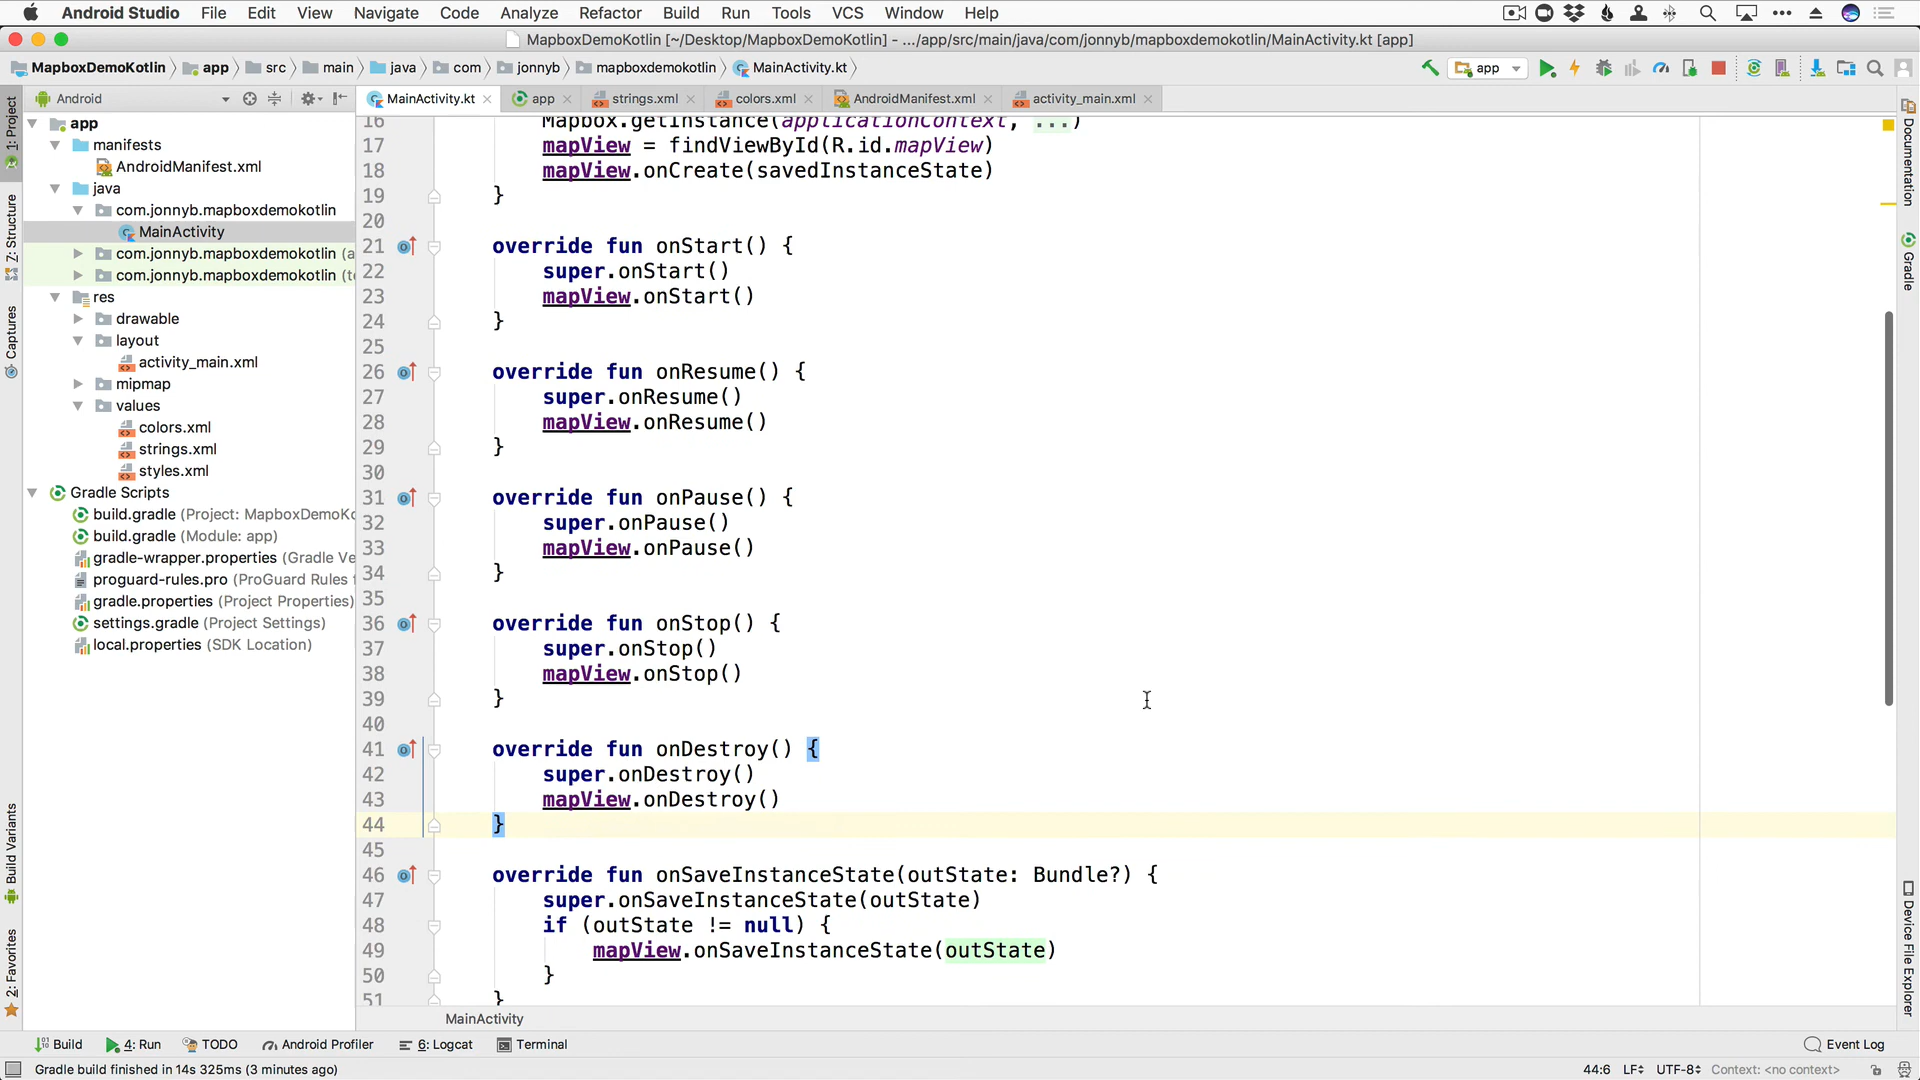 Android Studio File Edit View Navigate Code Analyze Refactor Build Run Tools VCS Window Help
MapboxDemoKotlin [~/Desktop/MapboxDemoKotlin] - .../app/src/main/java/com/jonnyb/mapboxdemokotlin/MainActivity.kt [app]
MapboxDemoKotlin app src main java com jonnyb mapboxdemokotlin MainActivity.kt app
Android MainActivity.kt app strings.xml colors.xml AndroidManifest.xml activity_main.xml
1: Project
Z: Structure
Captures
Build Variants
2: Favorites
app
manifests
AndroidManifest.xml
java
com.jonnyb.mapboxdemokotlin
MainActivity
com.jonnyb.mapboxdemokotlin (a
com.jonnyb.mapboxdemokotlin (te
res
drawable
layout
activity_main.xml
mipmap
values
colors.xml
strings.xml
styles.xml
Gradle Scripts
build.gradle (Project: MapboxDemoKo
build.gradle (Module: app)
gradle-wrapper.properties (Gradle Ve
proguard-rules.pro (ProGuard Rules f
gradle.properties (Project Properties)
settings.gradle (Project Settings)
local.properties (SDK Location)
16 Mapbox.getInstance(applicationContext, ...)
17 mapView = findViewById(R.id.mapView)
18 mapView.onCreate(savedInstanceState)
19 }
20
21 override fun onStart() {
22 super.onStart()
23 mapView.onStart()
24 }
25
26 override fun onResume() {
27 super.onResume()
28 mapView.onResume()
29 }
30
31 override fun onPause() {
32 super.onPause()
33 mapView.onPause()
34 }
35
36 override fun onStop() {
37 super.onStop()
38 mapView.onStop()
39 }
40
41 override fun onDestroy() {
42 super.onDestroy()
43 mapView.onDestroy()
44 }
45
46 override fun onSaveInstanceState(outState: Bundle?) {
47 super.onSaveInstanceState(outState)
48 if (outState != null) {
49 mapView.onSaveInstanceState(outState)
50 }
51 }
MainActivity
Documentation
Gradle
Device File Explorer
Build 4: Run TODO Android Profiler 6: Logcat Terminal Event Log
Gradle build finished in 14s 325ms (3 minutes ago) 44:6 LF UTF-8 Context: <no context>